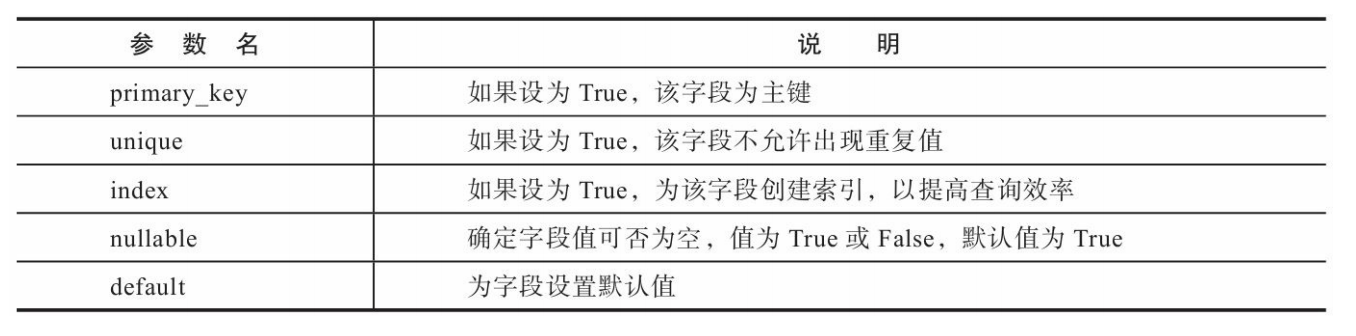 参 数 名 说 明
primary_key 如果设为 True，该字段为主键
unique 如果设为 True，该字段不允许出现重复值
index 如果设为 True，为该字段创建索引，以提高查询效率
nullable 确定字段值可否为空，值为 True 或 False，默认值为 True
default 为字段设置默认值